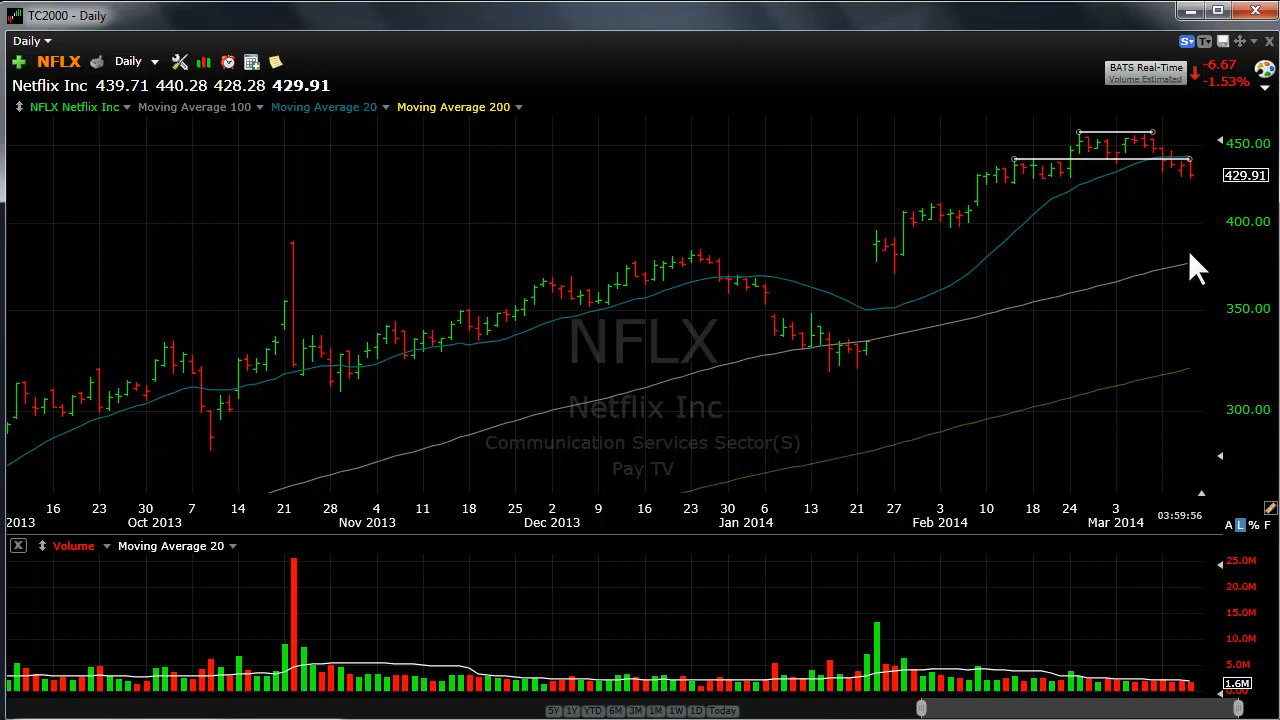 TC2000 - Daily
Daily
NFLX Daily
S T
BATS Real-Time
Volume Estimated
-6.67
-1.53%
Netflix Inc 439.71 440.28 428.28 429.91
NFLX Netflix Inc Moving Average 100 Moving Average 20 Moving Average 200
450.00
429.91
400.00
350.00
300.00
NFLX
Netflix Inc
Communication Services Sector(S)
Pay TV
16 23 30 7 14 21 28 4 11 18 25 2 9 16 23 30 6 13 21 27 3 10 18 24 3
2013 Oct 2013 Nov 2013 Dec 2013 Jan 2014 Feb 2014 Mar 2014
03:59:56
A L % F
X Volume Moving Average 20
25.0M
20.0M
15.0M
10.0M
5.0M
1.6M
5Y 1Y YTD 6M 3M 1M 1W 1D Today